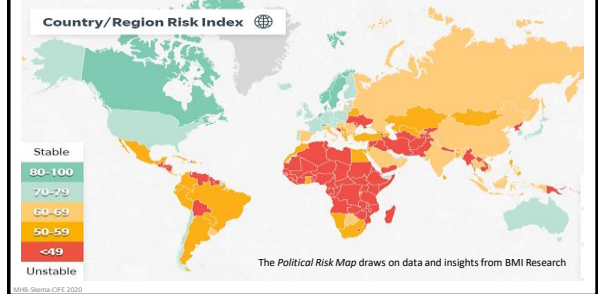 Country/Region Risk Index
Stable
80-100
70-79
60-69
50-59
<49
Unstable
The Political Risk Map draws on data and insights from BMI Research
MHB-Skema-CIFE 2020